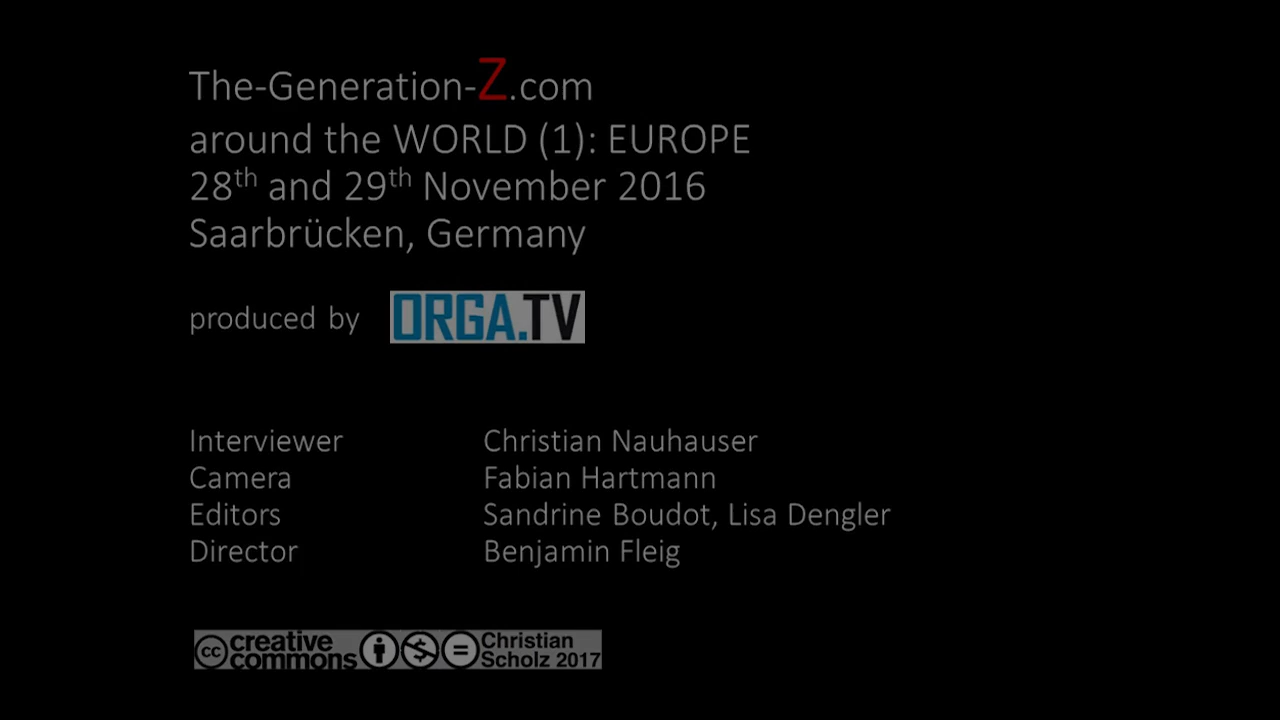 The-Generation-Z.com
around the WORLD (1): EUROPE
28th and 29th November 2016
Saarbrücken, Germany
produced by ORGA.TV
Interviewer Christian Nauhauser
Camera Fabian Hartmann
Editors Sandrine Boudot, Lisa Dengler
Director Benjamin Fleig
cc creative commons Christian Scholz 2017